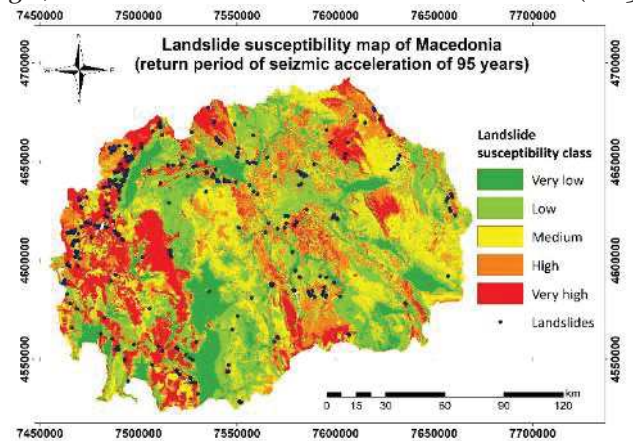 7450000 7500000 7550000 7600000 7650000 7700000
Landslide susceptibility map of Macedonia
(return period of seizmic acceleration of 95 years)
N
W
E
S
4700000
4650000
4600000
4550000
4700000
4650000
4600000
4550000
Landslide
susceptibility class
Very low
Low
Medium
High
Very high
Landslides
km
0 15 30 60 90 120
7450000 7500000 7550000 7600000 7650000 7700000